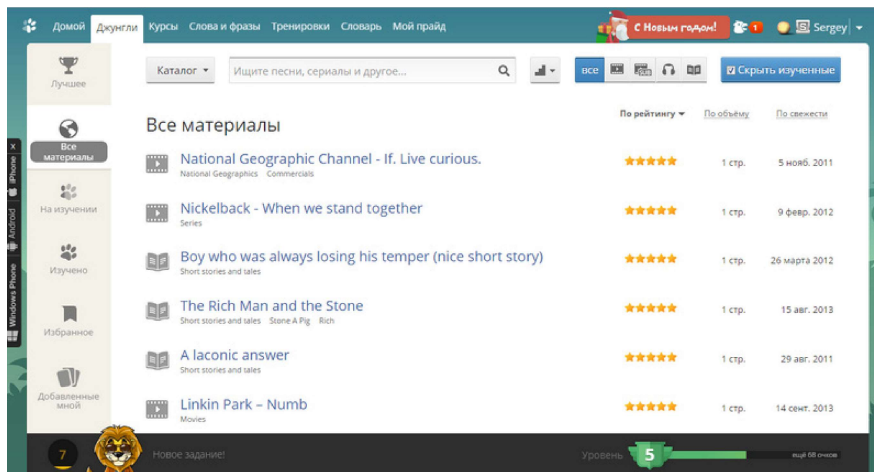 Домой Джунгли Курсы Слова и фразы Тренировки Словарь Мой прайд С Новым годом! 1 S Sergey
Лучшее
Все материалы
На изучении
Изучено
Избранное
Добавленные мной
X
iPhone
Android
Windows Phone
Каталог Ищите песни, сериалы и другое... все Скрыть изученные
Все материалы По рейтингу По объёму По свежести
National Geographic Channel - If. Live curious. 1 стр. 5 нояб. 2011
National Geographics Commercials
Nickelback - When we stand together 1 стр. 9 февр. 2012
Series
Boy who was always losing his temper (nice short story) 1 стр. 26 марта 2012
Short stories and tales
The Rich Man and the Stone 1 стр. 15 авг. 2013
Short stories and tales Stone A Pig Rich
A laconic answer 1 стр. 29 авг. 2011
Short stories and tales
Linkin Park – Numb 1 стр. 14 сент. 2013
Movies
7 Новое задание! Уровень 5 ещё 68 очков